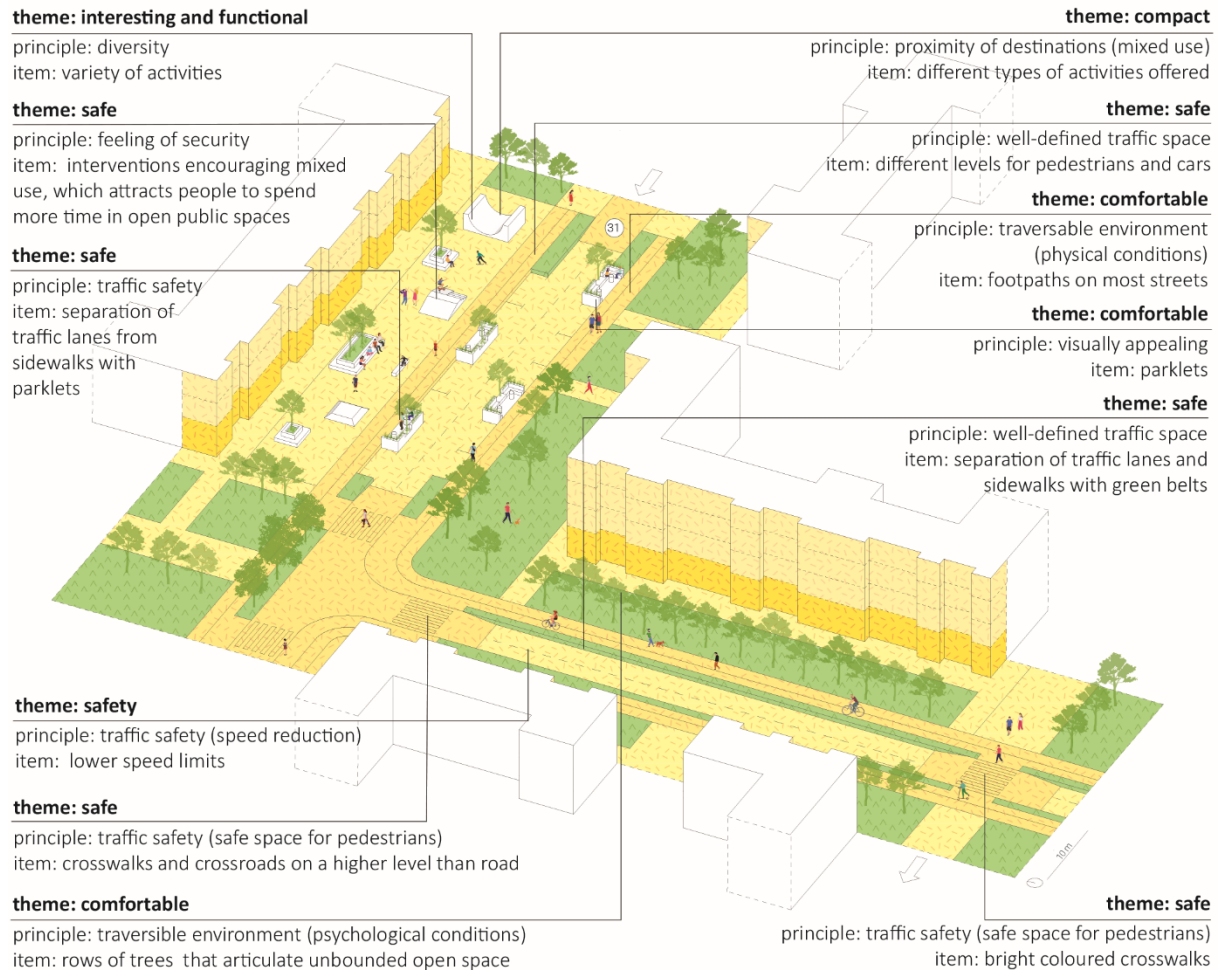 theme: interesting and functional
principle: diversity
item: variety of activities
theme: safe
principle: feeling of security
item: interventions encouraging mixed
use, which attracts people to spend
more time in open public spaces
theme: safe
principle: traffic safety
item: separation of
traffic lanes from
sidewalks with
parklets
theme: compact
principle: proximity of destinations (mixed use)
item: different types of activities offered
theme: safe
principle: well-defined traffic space
item: different levels for pedestrians and cars
theme: comfortable
principle: traversable environment
(physical conditions)
item: footpaths on most streets
theme: comfortable
principle: visually appealing
item: parklets
theme: safe
principle: well-defined traffic space
item: separation of traffic lanes and
sidewalks with green belts
31
theme: safety
principle: traffic safety (speed reduction)
item: lower speed limits
theme: safe
principle: traffic safety (safe space for pedestrians)
item: crosswalks and crossroads on a higher level than road
theme: comfortable
principle: traversible environment (psychological conditions)
item: rows of trees that articulate unbounded open space
10 m
theme: safe
principle: traffic safety (safe space for pedestrians)
item: bright coloured crosswalks